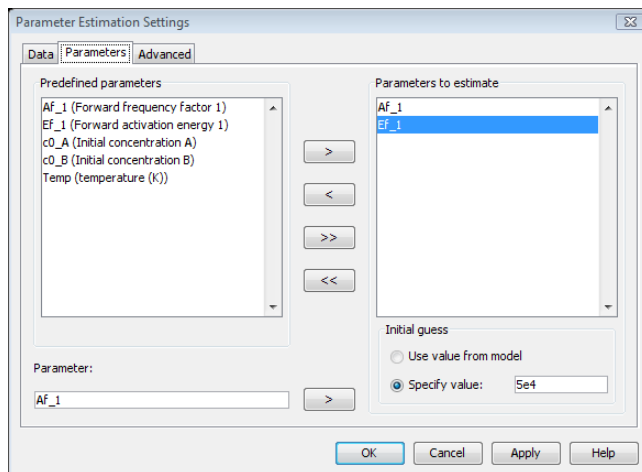 Parameter Estimation Settings
Data Parameters Advanced
Predefined parameters
Af_1 (Forward frequency factor 1)
Ef_1 (Forward activation energy 1)
c0_A (Initial concentration A)
c0_B (Initial concentration B)
Temp (temperature (K))
>
<
>>
<<
Parameters to estimate
Af_1
Ef_1
Initial guess
Use value from model
Specify value: 5e4
Parameter:
Af_1 >
OK Cancel Apply Help